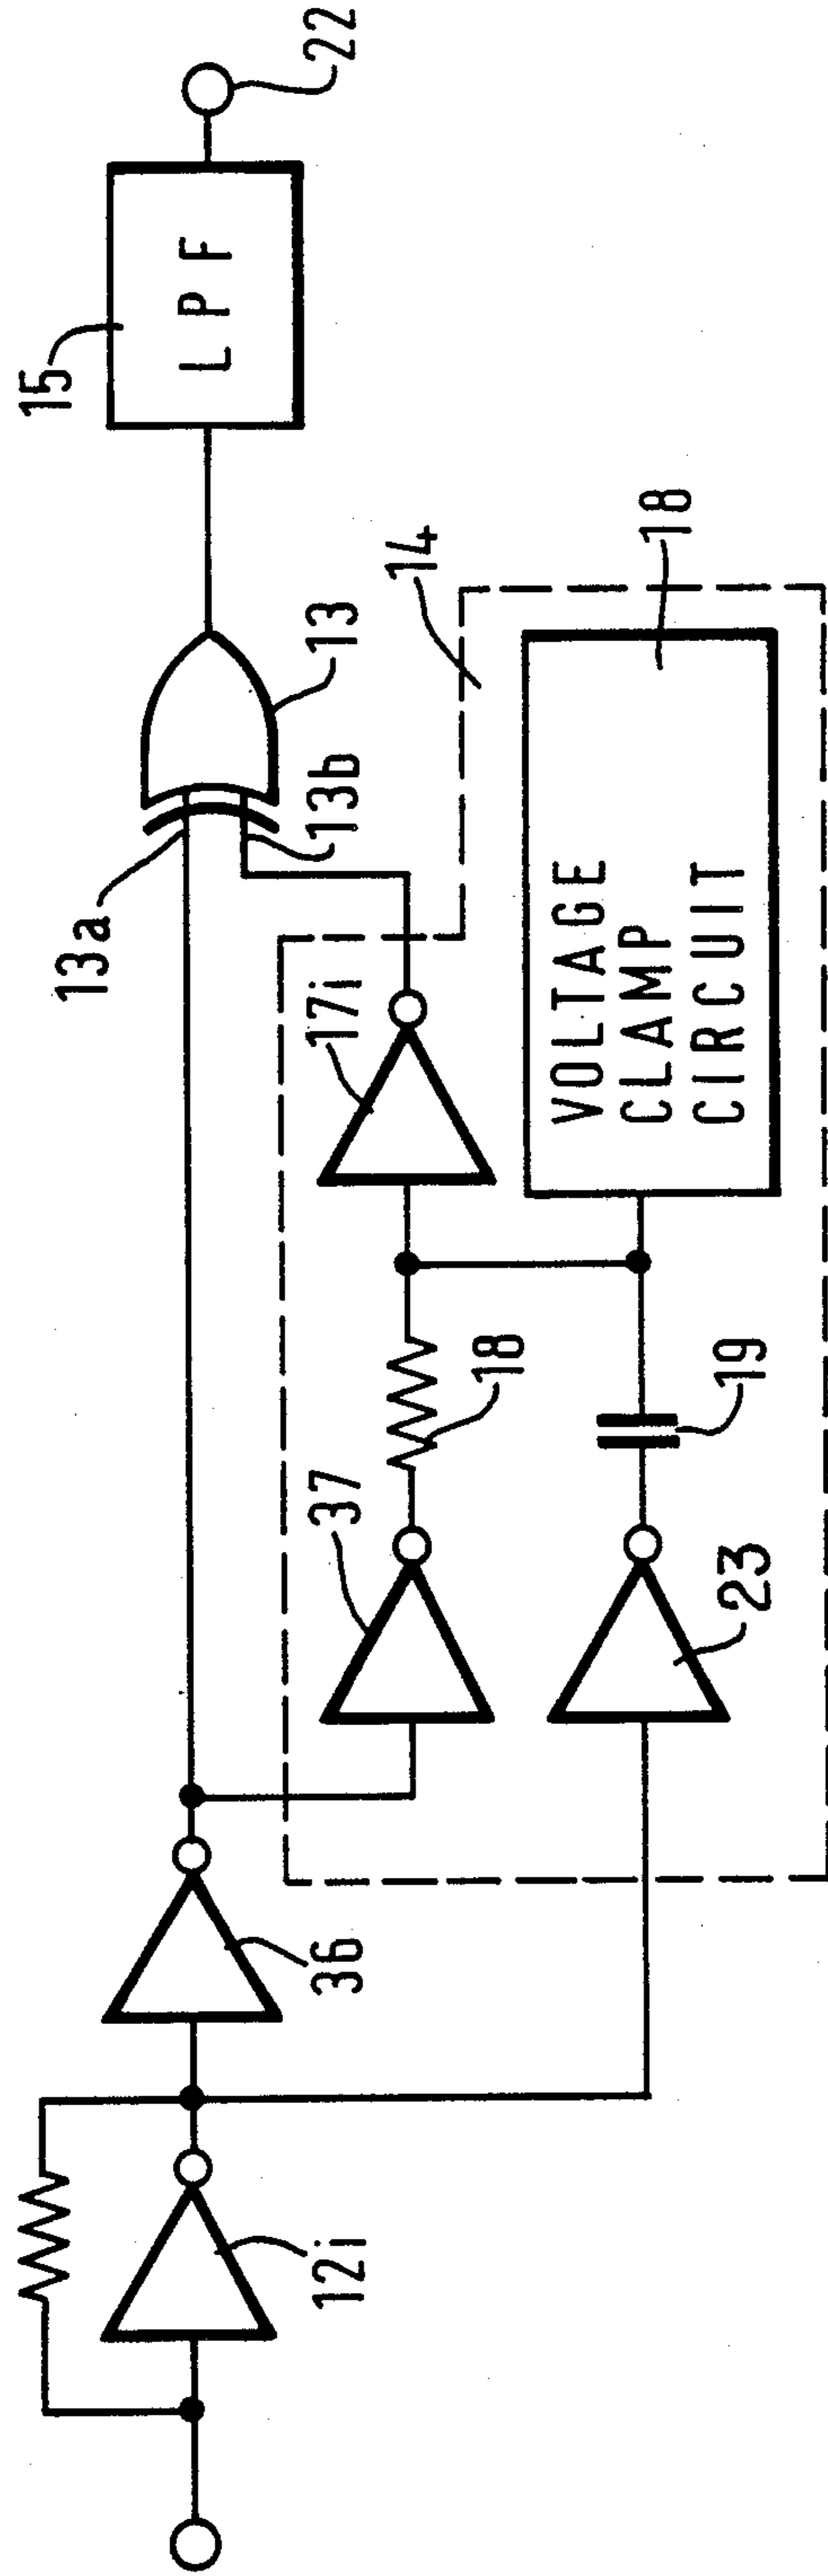 15
LPF
22
13a
13
13b
14
36
37
17i
12i
18
18
VOLTAGE
CLAMP
CIRCUIT
19
23